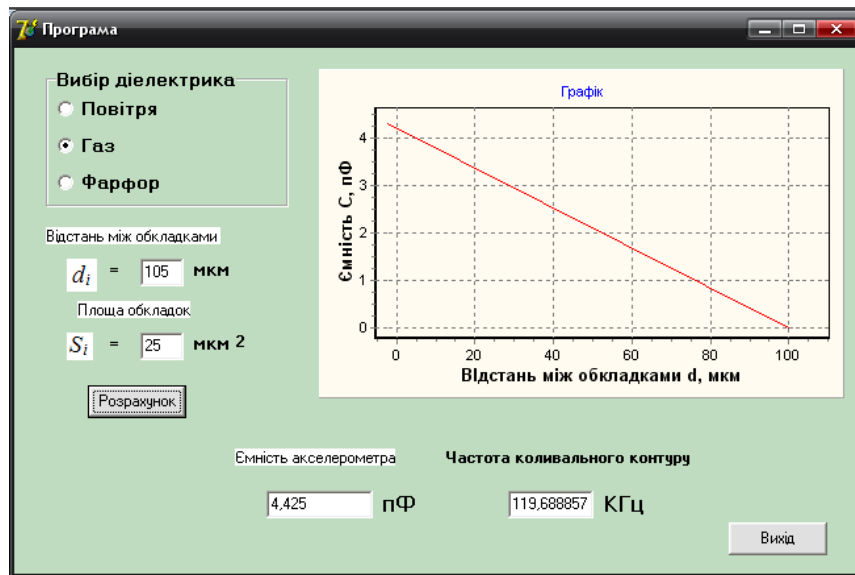 Програма
Вибір діелектрика
Повітря
Газ
Фарфор
Відстань між обкладками
dᵢ = 105 мкм
Площа обкладок
Sᵢ = 25 мкм 2
Розрахунок
Графік
Ємність С, пФ
4
3
2
1
0
0 20 40 60 80 100
Відстань між обкладками d, мкм
Ємність акселерометра
4,425 пФ
Частота коливального контуру
119,688857 КГц
Вихід